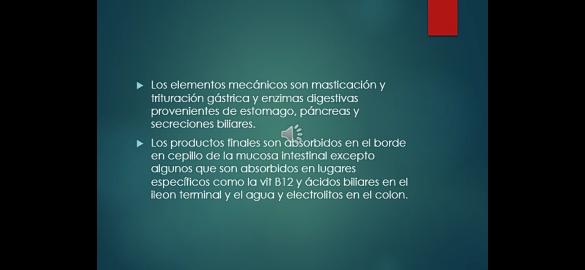 Los elementos mecánicos son masticación y
trituración gástrica y enzimas digestivas
provenientes de estomago, páncreas y
secreciones biliares.
Los productos finales son absorbidos en el borde
en cepillo de la mucosa intestinal excepto
algunos que son absorbidos en lugares
específicos como la vit B12 y ácidos biliares en el
ileon terminal y el agua y electrolitos en el colon.